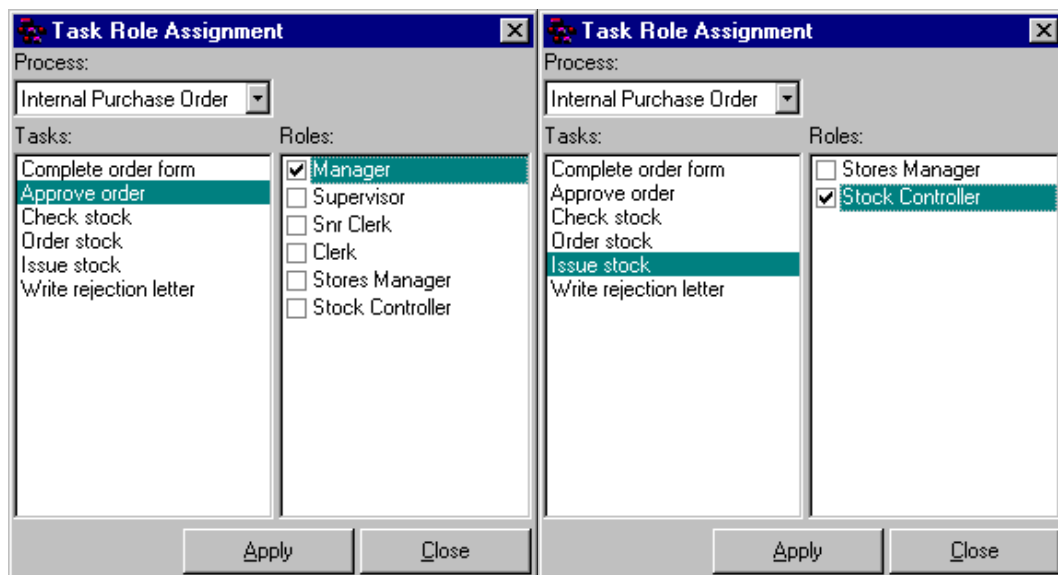 Task Role Assignment
Process:
Internal Purchase Order
Tasks:
Roles:
Complete order form
Approve order
Check stock
Order stock
Issue stock
Write rejection letter
Manager
Supervisor
Snr Clerk
Clerk
Stores Manager
Stock Controller
Apply
Close
Task Role Assignment
Process:
Internal Purchase Order
Tasks:
Roles:
Complete order form
Approve order
Check stock
Order stock
Issue stock
Write rejection letter
Stores Manager
Stock Controller
Apply
Close